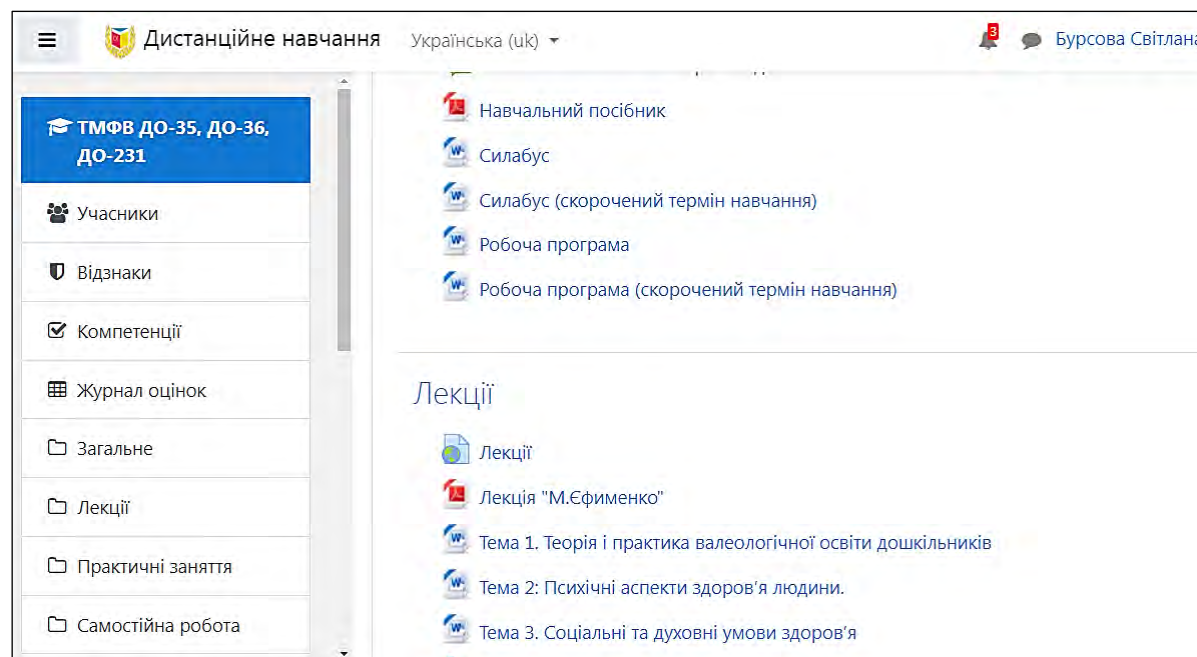 Дистанційне навчання Українська (uk) 3 Бурсова Світлана
ТМФВ ДО-35, ДО-36,
ДО-231
Учасники
Відзнаки
Компетенції
Журнал оцінок
Загальне
Лекції
Практичні заняття
Самостійна робота
Навчальний посібник
Силабус
Силабус (скорочений термін навчання)
Робоча програма
Робоча програма (скорочений термін навчання)
Лекції
Лекції
Лекція "М.Єфименко"
Тема 1. Теорія і практика валеологічної освіти дошкільників
Тема 2: Психічні аспекти здоров’я людини.
Тема 3. Соціальні та духовні умови здоров’я